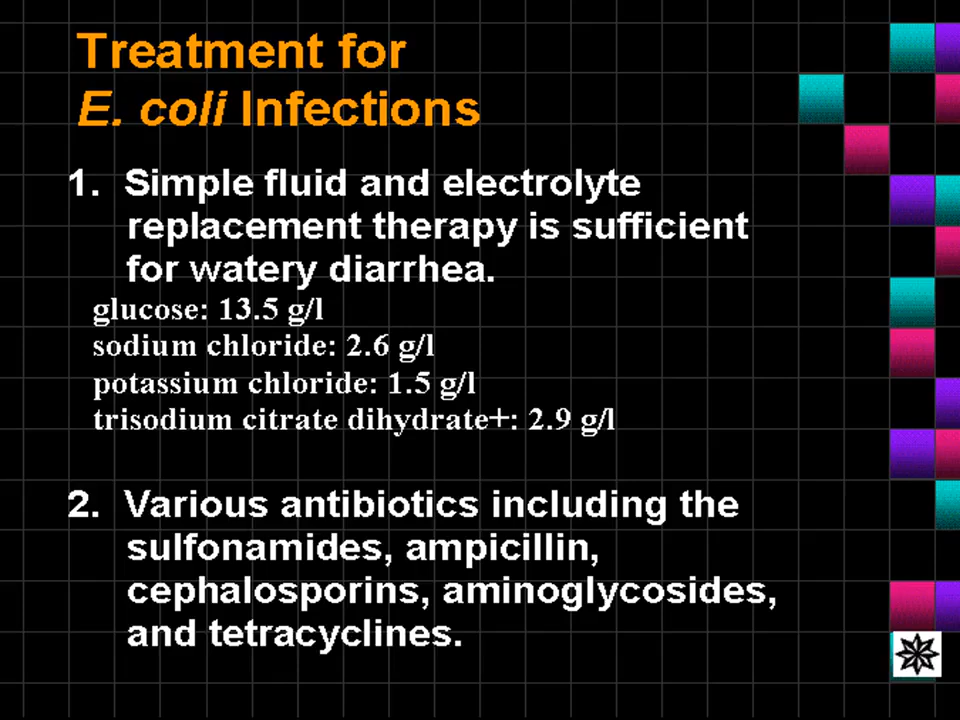 Treatment for
E. coli Infections
1. Simple fluid and electrolyte
replacement therapy is sufficient
for watery diarrhea.
glucose: 13.5 g/l
sodium chloride: 2.6 g/l
potassium chloride: 1.5 g/l
trisodium citrate dihydrate+: 2.9 g/l
2. Various antibiotics including the
sulfonamides, ampicillin,
cephalosporins, aminoglycosides,
and tetracyclines.